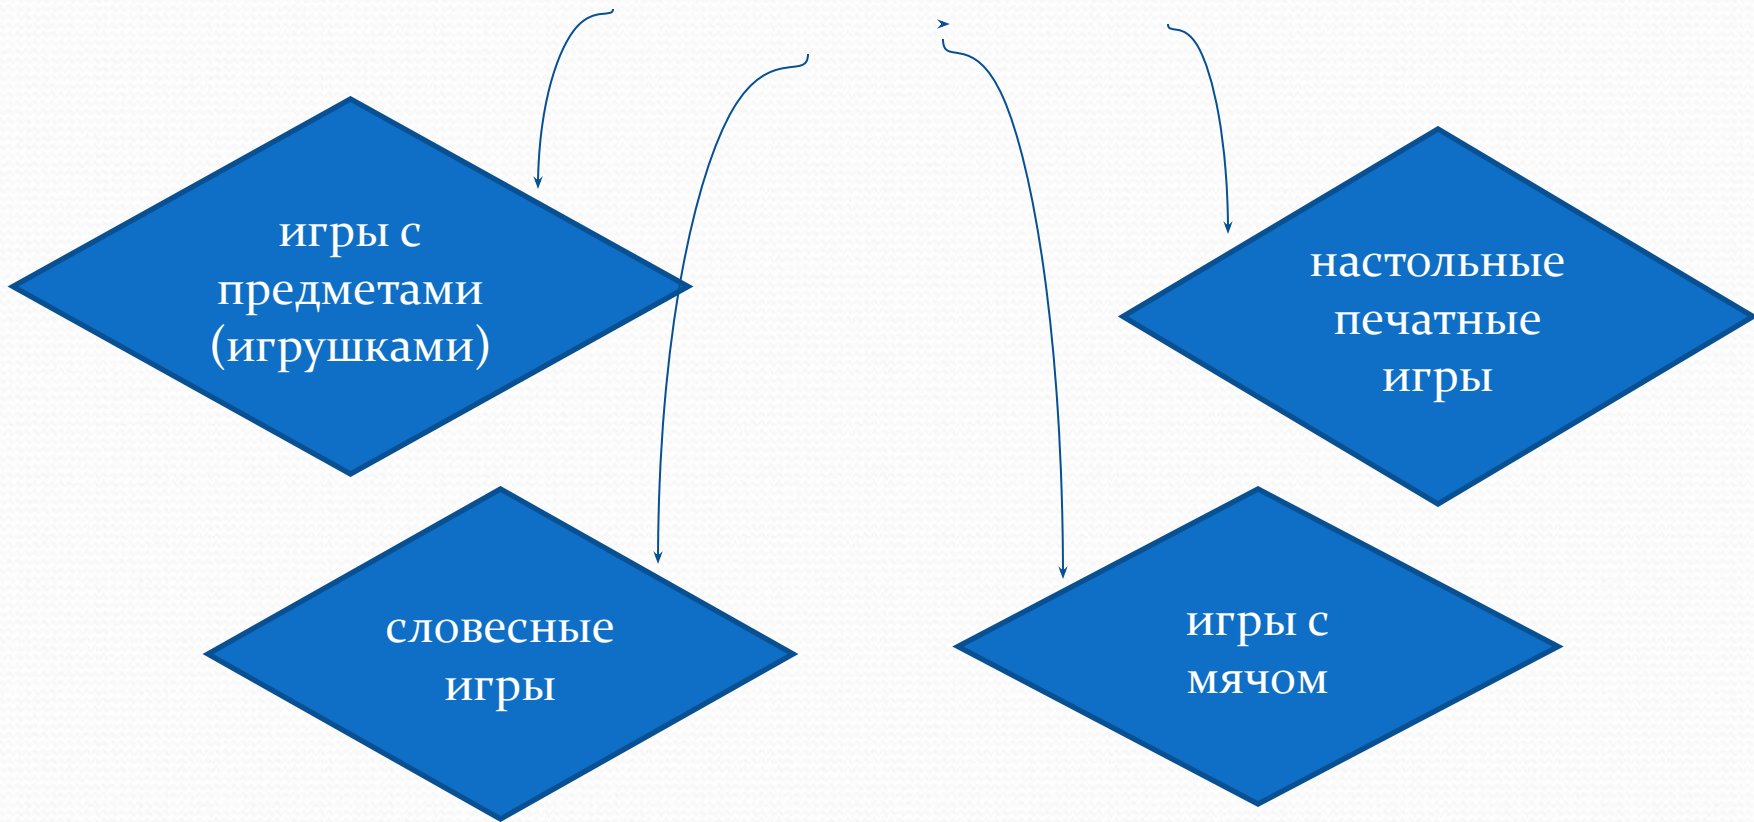 игры с
предметами
(игрушками)
настольные
печатные
игры
словесные
игры
игры с
мячом